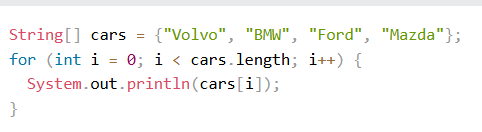 String[] cars = {"Volvo", "BMW", "Ford", "Mazda"};
for (int i = 0; i < cars.length; i++) {
  System.out.println(cars[i]);
}